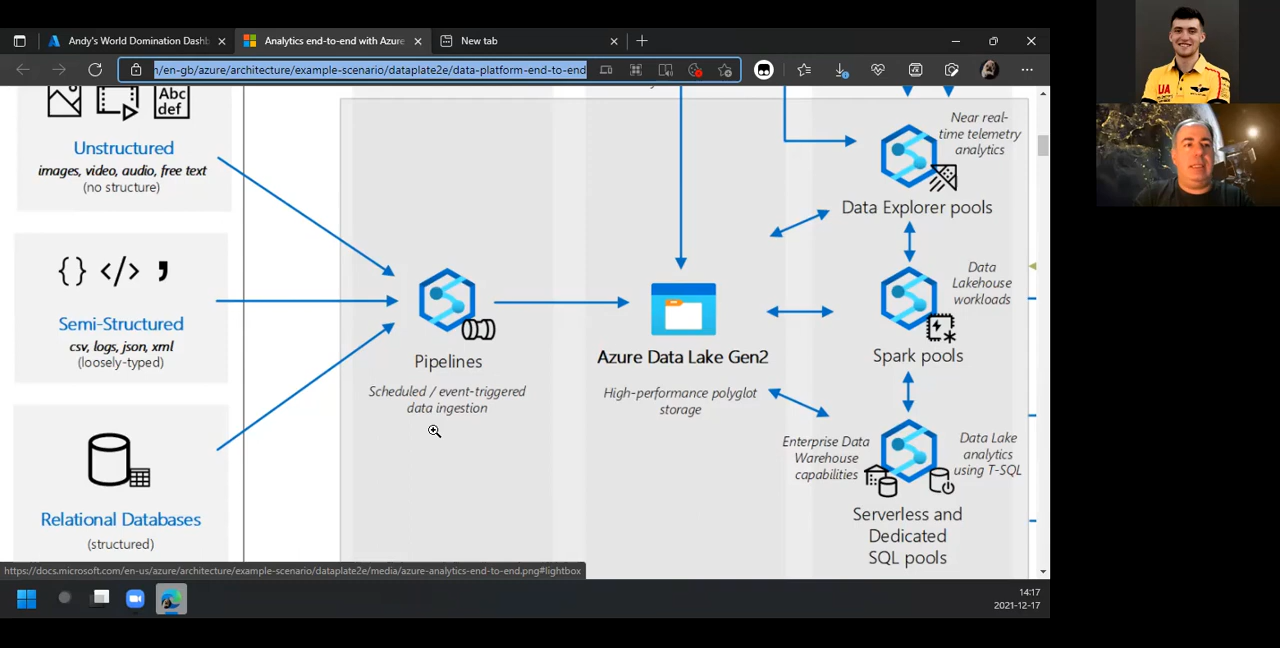 Andy's World Domination Dashb
Analytics end-to-end with Azure
New tab
n/en-gb/azure/architecture/example-scenario/dataplate2e/data-platform-end-to-end
Abc
def
Unstructured
images, video, audio, free text
(no structure)
{} </> ,
Semi-Structured
csv, logs, json, xml
(loosely-typed)
Relational Databases
(structured)
Pipelines
Scheduled / event-triggered
data ingestion
Azure Data Lake Gen2
High-performance polyglot
storage
Near real-
time telemetry
analytics
Data Explorer pools
Data
Lakehouse
workloads
Spark pools
Enterprise Data
Warehouse
capabilities
Data Lake
analytics
using T-SQL
Serverless and
Dedicated
SQL pools
https://docs.microsoft.com/en-us/azure/architecture/example-scenario/dataplate2e/media/azure-analytics-end-to-end.png#lightbox
14:17
2021-12-17
UA